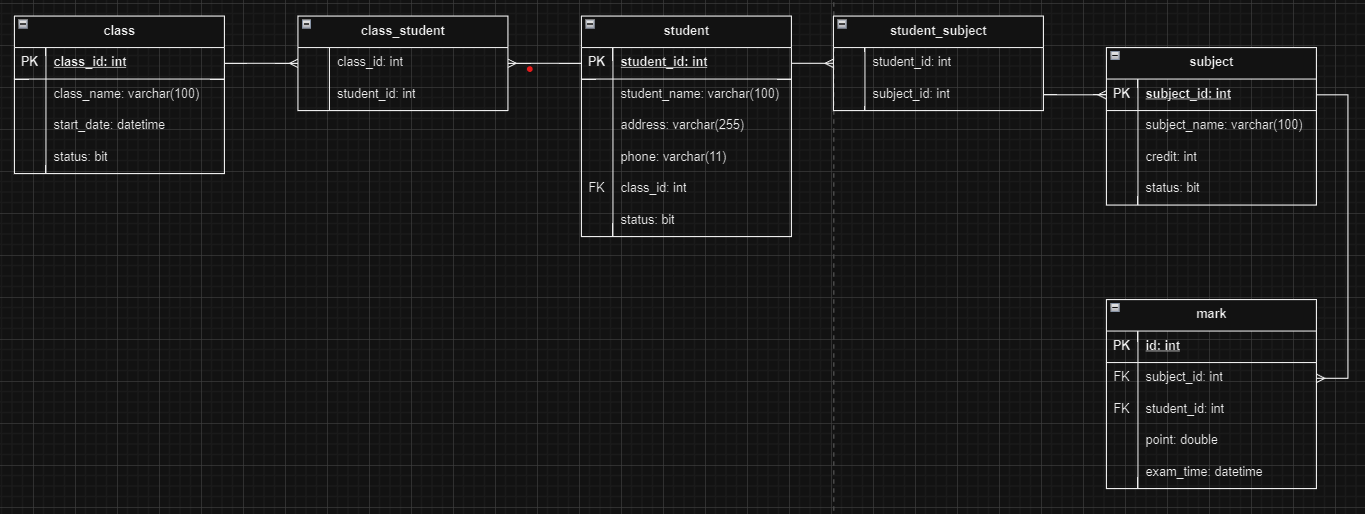 class
PK class_id: int
class_name: varchar(100)
start_date: datetime
status: bit
class_student
class_id: int
student_id: int
student
PK student_id: int
student_name: varchar(100)
address: varchar(255)
phone: varchar(11)
FK class_id: int
status: bit
student_subject
student_id: int
subject_id: int
subject
PK subject_id: int
subject_name: varchar(100)
credit: int
status: bit
mark
PK id: int
FK subject_id: int
FK student_id: int
point: double
exam_time: datetime